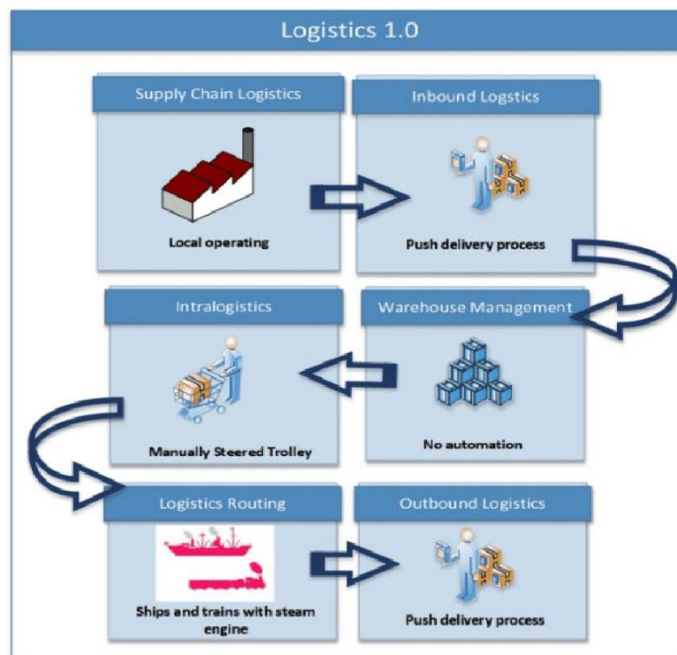 Logistics 1.0
Supply Chain Logistics
Local operating
Inbound Logstics
Push delivery process
Warehouse Management
No automation
Intralogistics
Manually Steered Trolley
Logistics Routing
Ships and trains with steam
engine
Outbound Logistics
Push delivery process